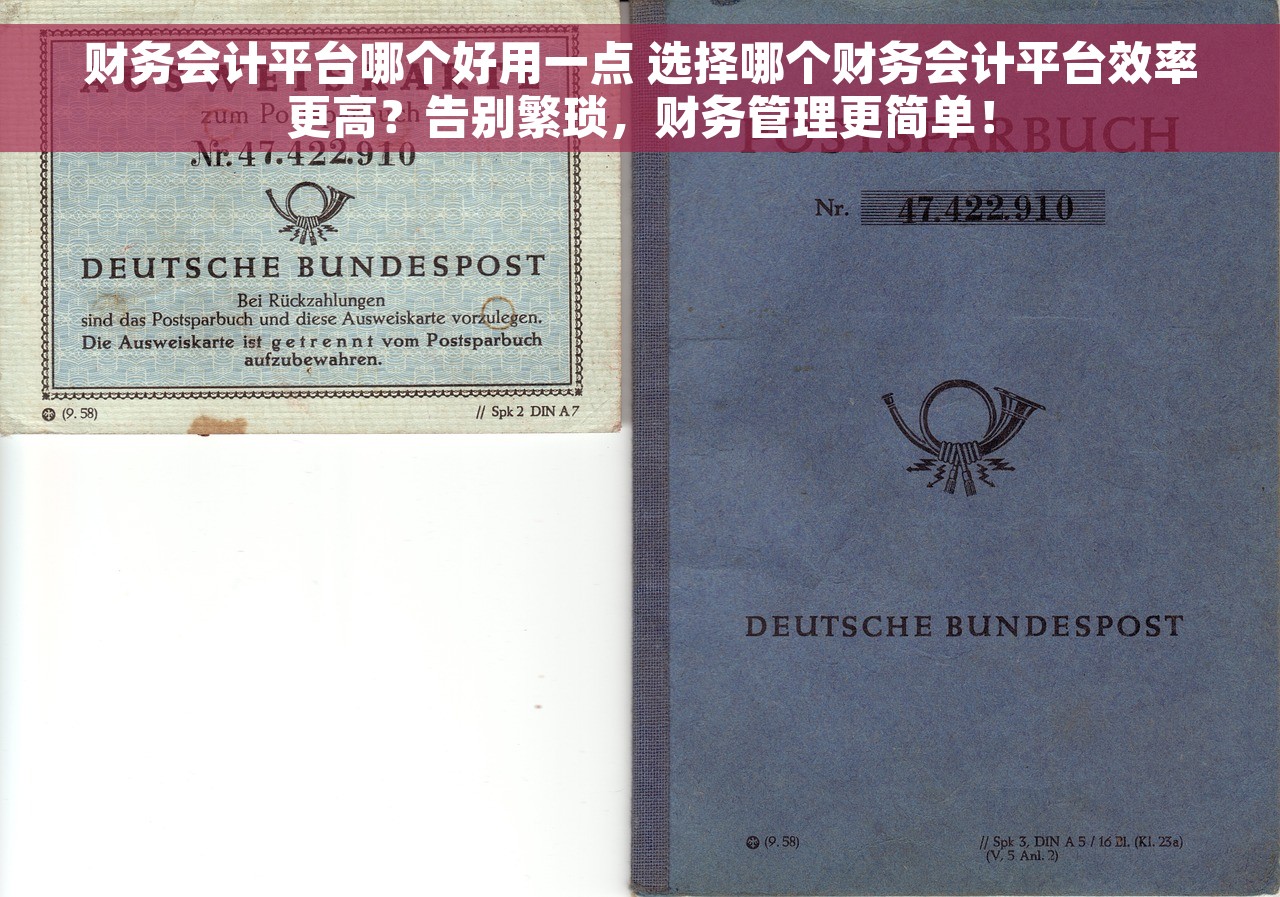 财务会计平台哪个好用一点 选择哪个财务会计平台效率
更高？告别繁琐，财务管理更简单！
AUSWEISKARTE
zum Postsparbuch
Nr. 47.422.910
DEUTSCHE BUNDESPOST
Bei Rückzahlungen
sind das Postsparbuch und diese Ausweiskarte vorzulegen.
Die Ausweiskarte ist getrennt vom Postsparbuch
aufzubewahren.
(9. 58)
// Spk 2 DIN A 7
POSTSPARBUCH
Nr. 47.422.910
DEUTSCHE BUNDESPOST
(9. 58)
// Spk 3, DIN A 5 / 16 Bl. (Kl. 23a)
(V, 5 Anl. 2)